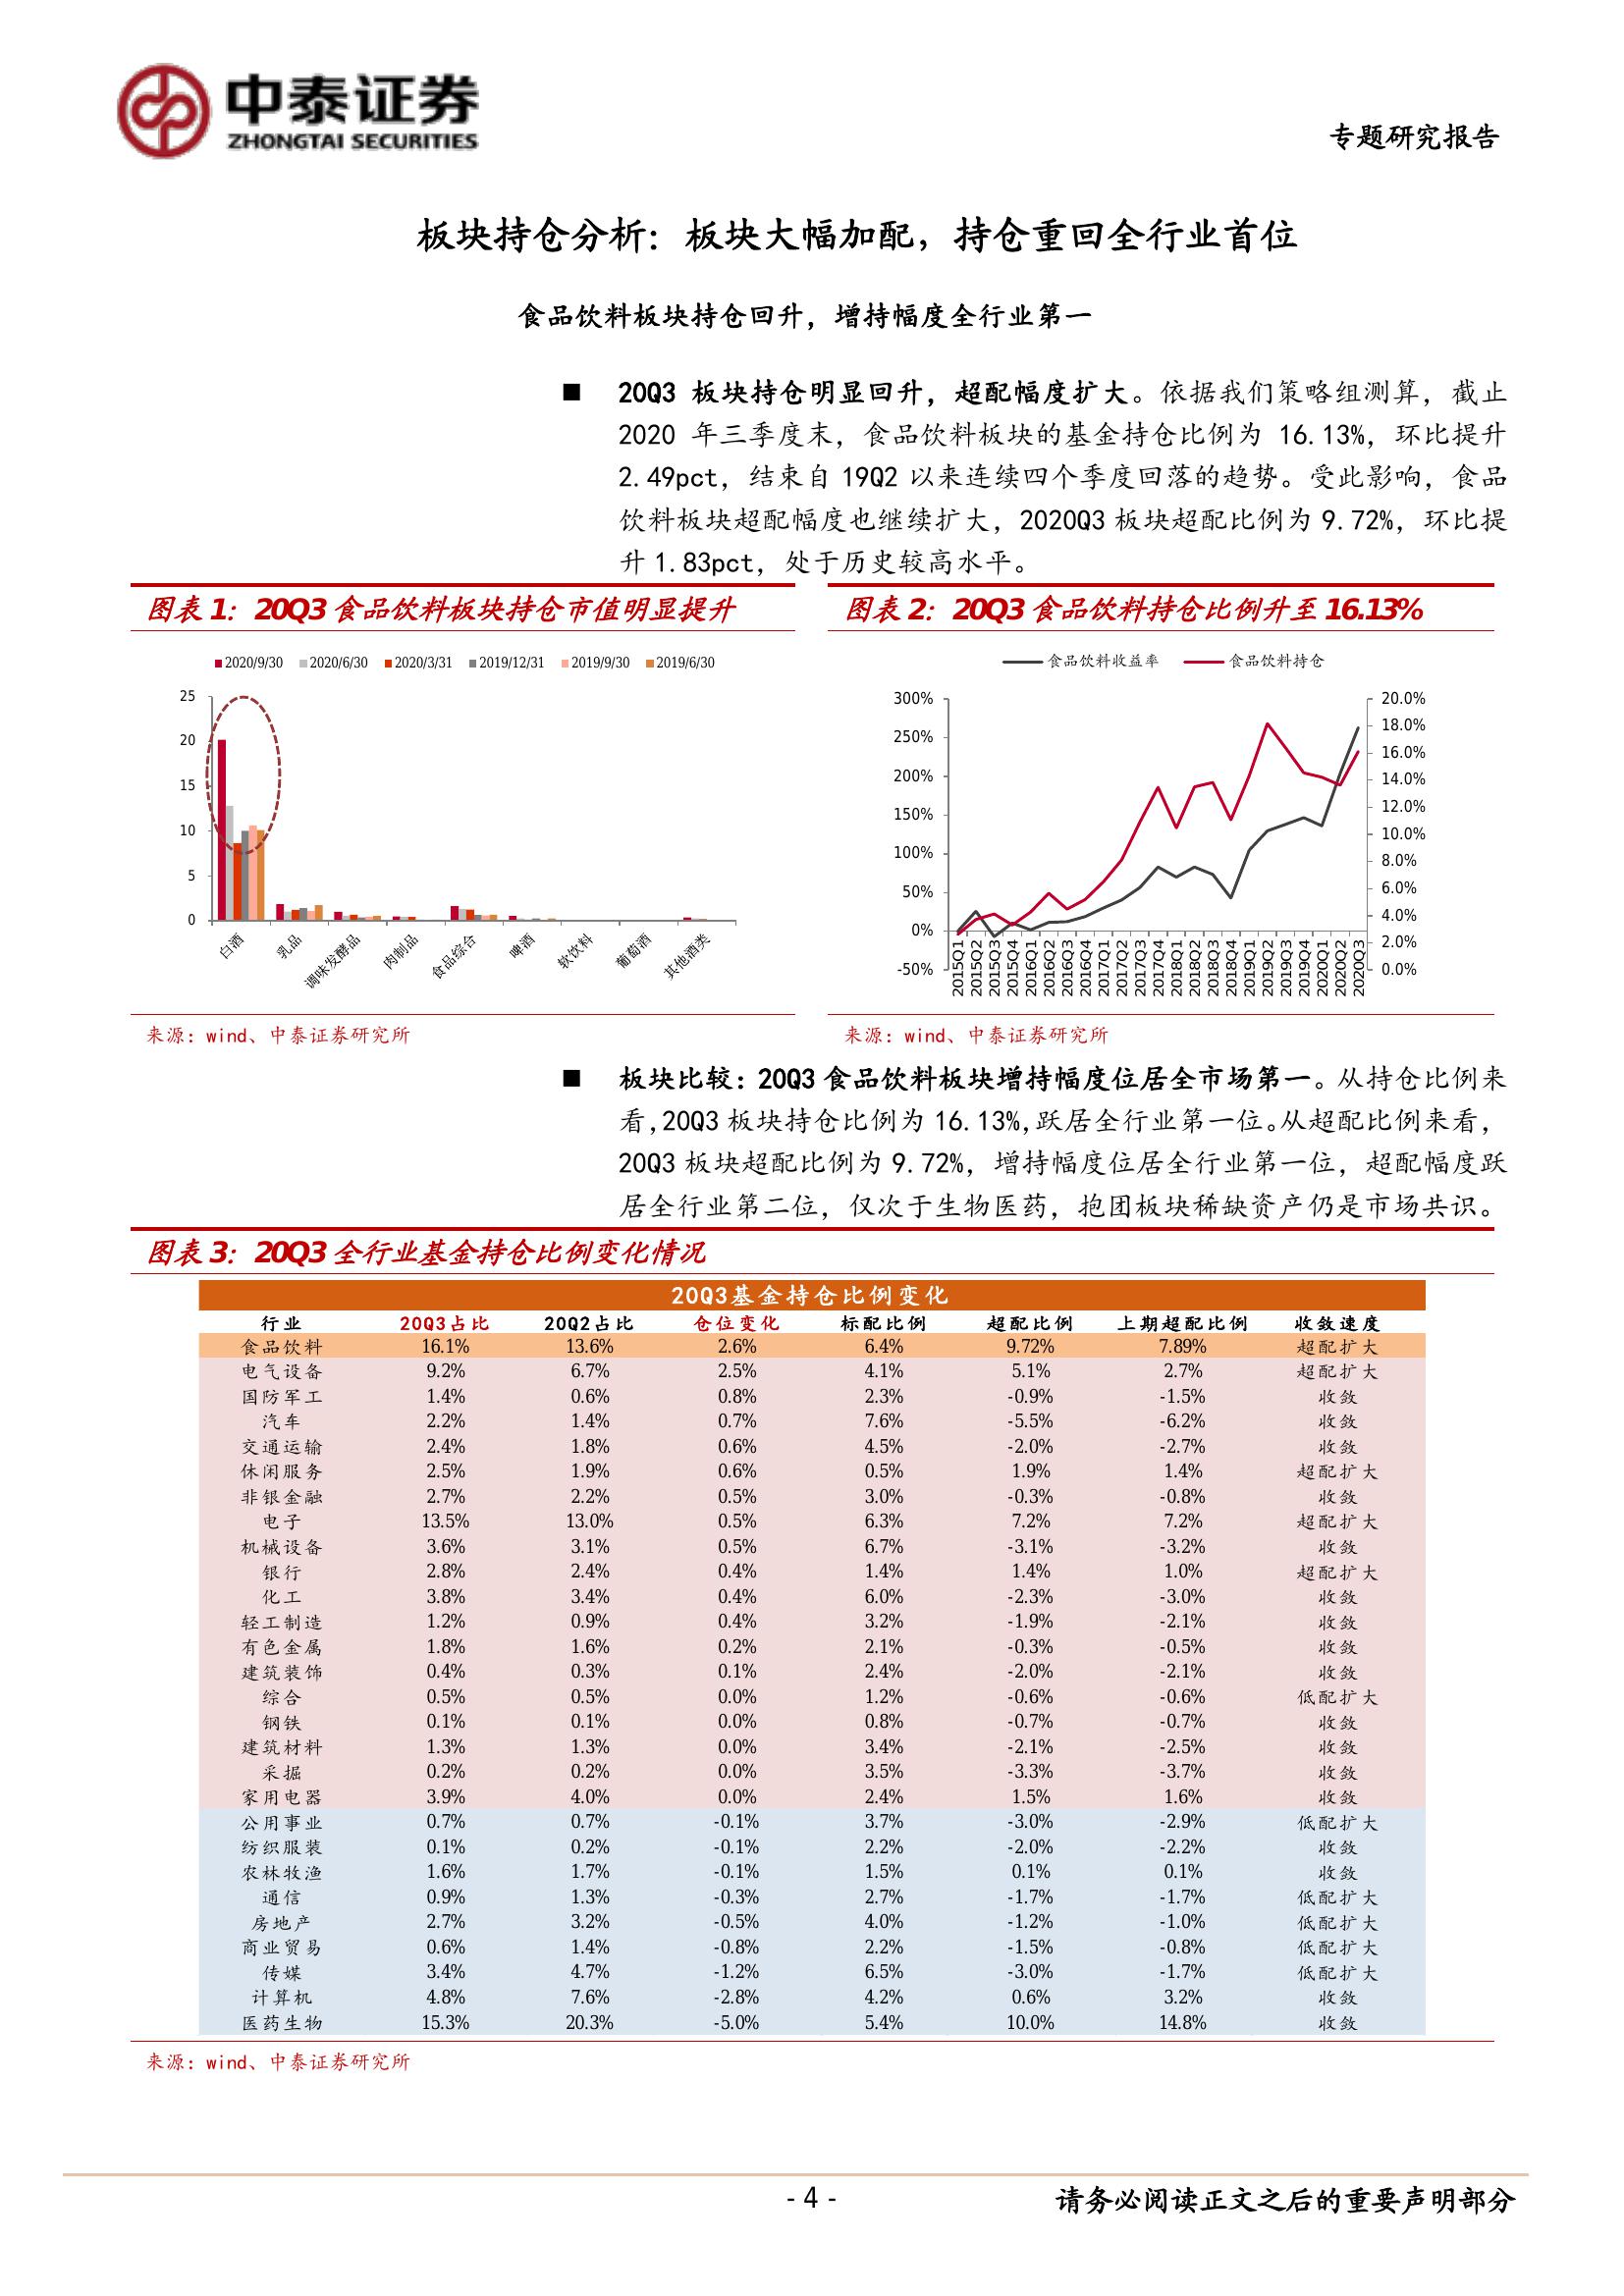 中泰证券
ZHONGTAI SECURITIES
专题研究报告
板块持仓分析：板块大幅加配，持仓重回全行业首位
食品饮料板块持仓回升，增持幅度全行业第一
■ 20Q3 板块持仓明显回升，超配幅度扩大。依据我们策略组测算，截止
2020 年三季度末，食品饮料板块的基金持仓比例为 16.13%，环比提升
2.49pct，结束自 19Q2 以来连续四个季度回落的趋势。受此影响，食品
饮料板块超配幅度也继续扩大，2020Q3 板块超配比例为 9.72%，环比提
升 1.83pct，处于历史较高水平。
图表 1：20Q3 食品饮料板块持仓市值明显提升
2020/9/30 2020/6/30 2020/3/31 2019/12/31 2019/9/30 2019/6/30
25
20
15
10
5
0
白酒 乳品 调味发酵品 肉制品 食品综合 啤酒 软饮料 葡萄酒 其他酒类
来源：wind、中泰证券研究所
图表 2：20Q3 食品饮料持仓比例升至 16.13%
食品饮料收益率 食品饮料持仓
300%
250%
200%
150%
100%
50%
0%
-50%
20.0%
18.0%
16.0%
14.0%
12.0%
10.0%
8.0%
6.0%
4.0%
2.0%
0.0%
2015Q1 2015Q2 2015Q3 2015Q4 2016Q1 2016Q2 2016Q3 2016Q4 2017Q1 2017Q2 2017Q3 2017Q4 2018Q1 2018Q2 2018Q3 2018Q4 2019Q1 2019Q2 2019Q3 2019Q4 2020Q1 2020Q2 2020Q3
来源：wind、中泰证券研究所
■ 板块比较：20Q3 食品饮料板块增持幅度位居全市场第一。从持仓比例来
看，20Q3 板块持仓比例为 16.13%，跃居全行业第一位。从超配比例来看，
20Q3 板块超配比例为 9.72%，增持幅度位居全行业第一位，超配幅度跃
居全行业第二位，仅次于生物医药，抱团板块稀缺资产仍是市场共识。
图表 3：20Q3 全行业基金持仓比例变化情况
20Q3基金持仓比例变化
行业 20Q3占比 20Q2占比 仓位变化 标配比例 超配比例 上期超配比例 收敛速度
食品饮料 16.1% 13.6% 2.6% 6.4% 9.72% 7.89% 超配扩大
电气设备 9.2% 6.7% 2.5% 4.1% 5.1% 2.7% 超配扩大
国防军工 1.4% 0.6% 0.8% 2.3% -0.9% -1.5% 收敛
汽车 2.2% 1.4% 0.7% 7.6% -5.5% -6.2% 收敛
交通运输 2.4% 1.8% 0.6% 4.5% -2.0% -2.7% 收敛
休闲服务 2.5% 1.9% 0.6% 0.5% 1.9% 1.4% 超配扩大
非银金融 2.7% 2.2% 0.5% 3.0% -0.3% -0.8% 收敛
电子 13.5% 13.0% 0.5% 6.3% 7.2% 7.2% 超配扩大
机械设备 3.6% 3.1% 0.5% 6.7% -3.1% -3.2% 收敛
银行 2.8% 2.4% 0.4% 1.4% 1.4% 1.0% 超配扩大
化工 3.8% 3.4% 0.4% 6.0% -2.3% -3.0% 收敛
轻工制造 1.2% 0.9% 0.4% 3.2% -1.9% -2.1% 收敛
有色金属 1.8% 1.6% 0.2% 2.1% -0.3% -0.5% 收敛
建筑装饰 0.4% 0.3% 0.1% 2.4% -2.0% -2.1% 收敛
综合 0.5% 0.5% 0.0% 1.2% -0.6% -0.6% 低配扩大
钢铁 0.1% 0.1% 0.0% 0.8% -0.7% -0.7% 收敛
建筑材料 1.3% 1.3% 0.0% 3.4% -2.1% -2.5% 收敛
采掘 0.2% 0.2% 0.0% 3.5% -3.3% -3.7% 收敛
家用电器 3.9% 4.0% 0.0% 2.4% 1.5% 1.6% 收敛
公用事业 0.7% 0.7% -0.1% 3.7% -3.0% -2.9% 低配扩大
纺织服装 0.1% 0.2% -0.1% 2.2% -2.0% -2.2% 收敛
农林牧渔 1.6% 1.7% -0.1% 1.5% 0.1% 0.1% 收敛
通信 0.9% 1.3% -0.3% 2.7% -1.7% -1.7% 低配扩大
房地产 2.7% 3.2% -0.5% 4.0% -1.2% -1.0% 低配扩大
商业贸易 0.6% 1.4% -0.8% 2.2% -1.5% -0.8% 低配扩大
传媒 3.4% 4.7% -1.2% 6.5% -3.0% -1.7% 低配扩大
计算机 4.8% 7.6% -2.8% 4.2% 0.6% 3.2% 收敛
医药生物 15.3% 20.3% -5.0% 5.4% 10.0% 14.8% 收敛
来源：wind、中泰证券研究所
- 4 -
请务必阅读正文之后的重要声明部分